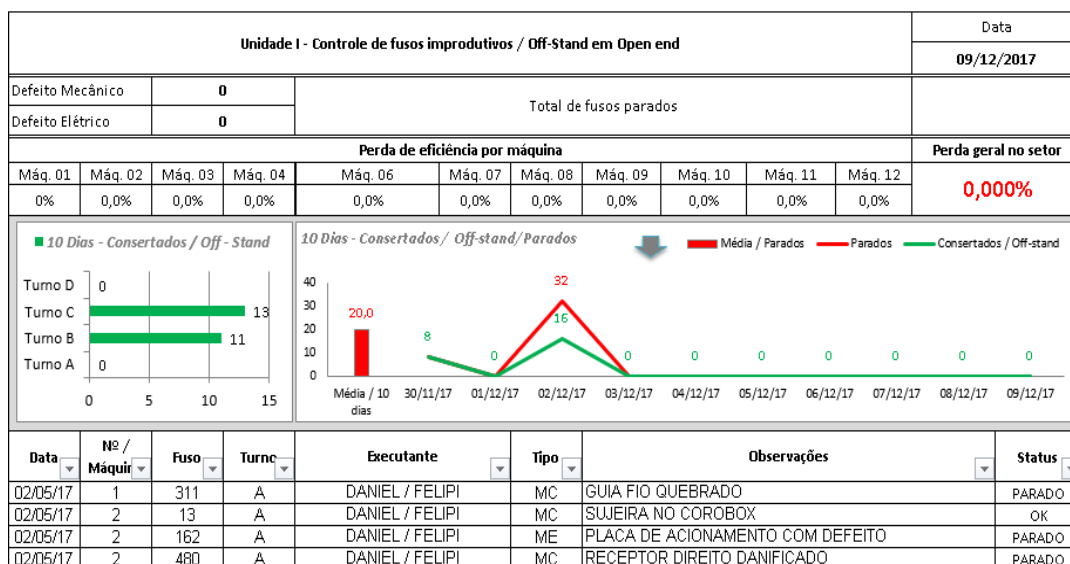 Unidade I - Controle de fusos improdutivos / Off-Stand em Open end
Data
09/12/2017
Defeito Mecânico 0
Defeito Elétrico 0
Total de fusos parados
Perda de eficiência por máquina
Perda geral no setor
Máq. 01 Máq. 02 Máq. 03 Máq. 04 Máq. 06 Máq. 07 Máq. 08 Máq. 09 Máq. 10 Máq. 11 Máq. 12
0% 0,0% 0,0% 0,0% 0,0% 0,0% 0,0% 0,0% 0,0% 0,0% 0,0%
0,000%
10 Dias - Consertados / Off - Stand
Turno D 0
Turno C 13
Turno B 11
Turno A 0
0 5 10 15
10 Dias - Consertados / Off-stand/Parados
Média / Parados Parados Consertados / Off-stand
40
30
20
10
0
20,0
8
0
32
16
0
0
0
0
0
0
0
Média / 10 dias 30/11/17 01/12/17 02/12/17 03/12/17 04/12/17 05/12/17 06/12/17 07/12/17 08/12/17 09/12/17
Data Nº / Máquir Fuso Turno Executante Tipo Observações Status
02/05/17 1 311 A DANIEL / FELIPI MC GUIA FIO QUEBRADO PARADO
02/05/17 2 13 A DANIEL / FELIPI MC SUJEIRA NO COROBOX OK
02/05/17 2 162 A DANIEL / FELIPI ME PLACA DE ACIONAMENTO COM DEFEITO PARADO
02/05/17 2 480 A DANIEL / FELIPI MC RECEPTOR DIREITO DANIFICADO PARADO